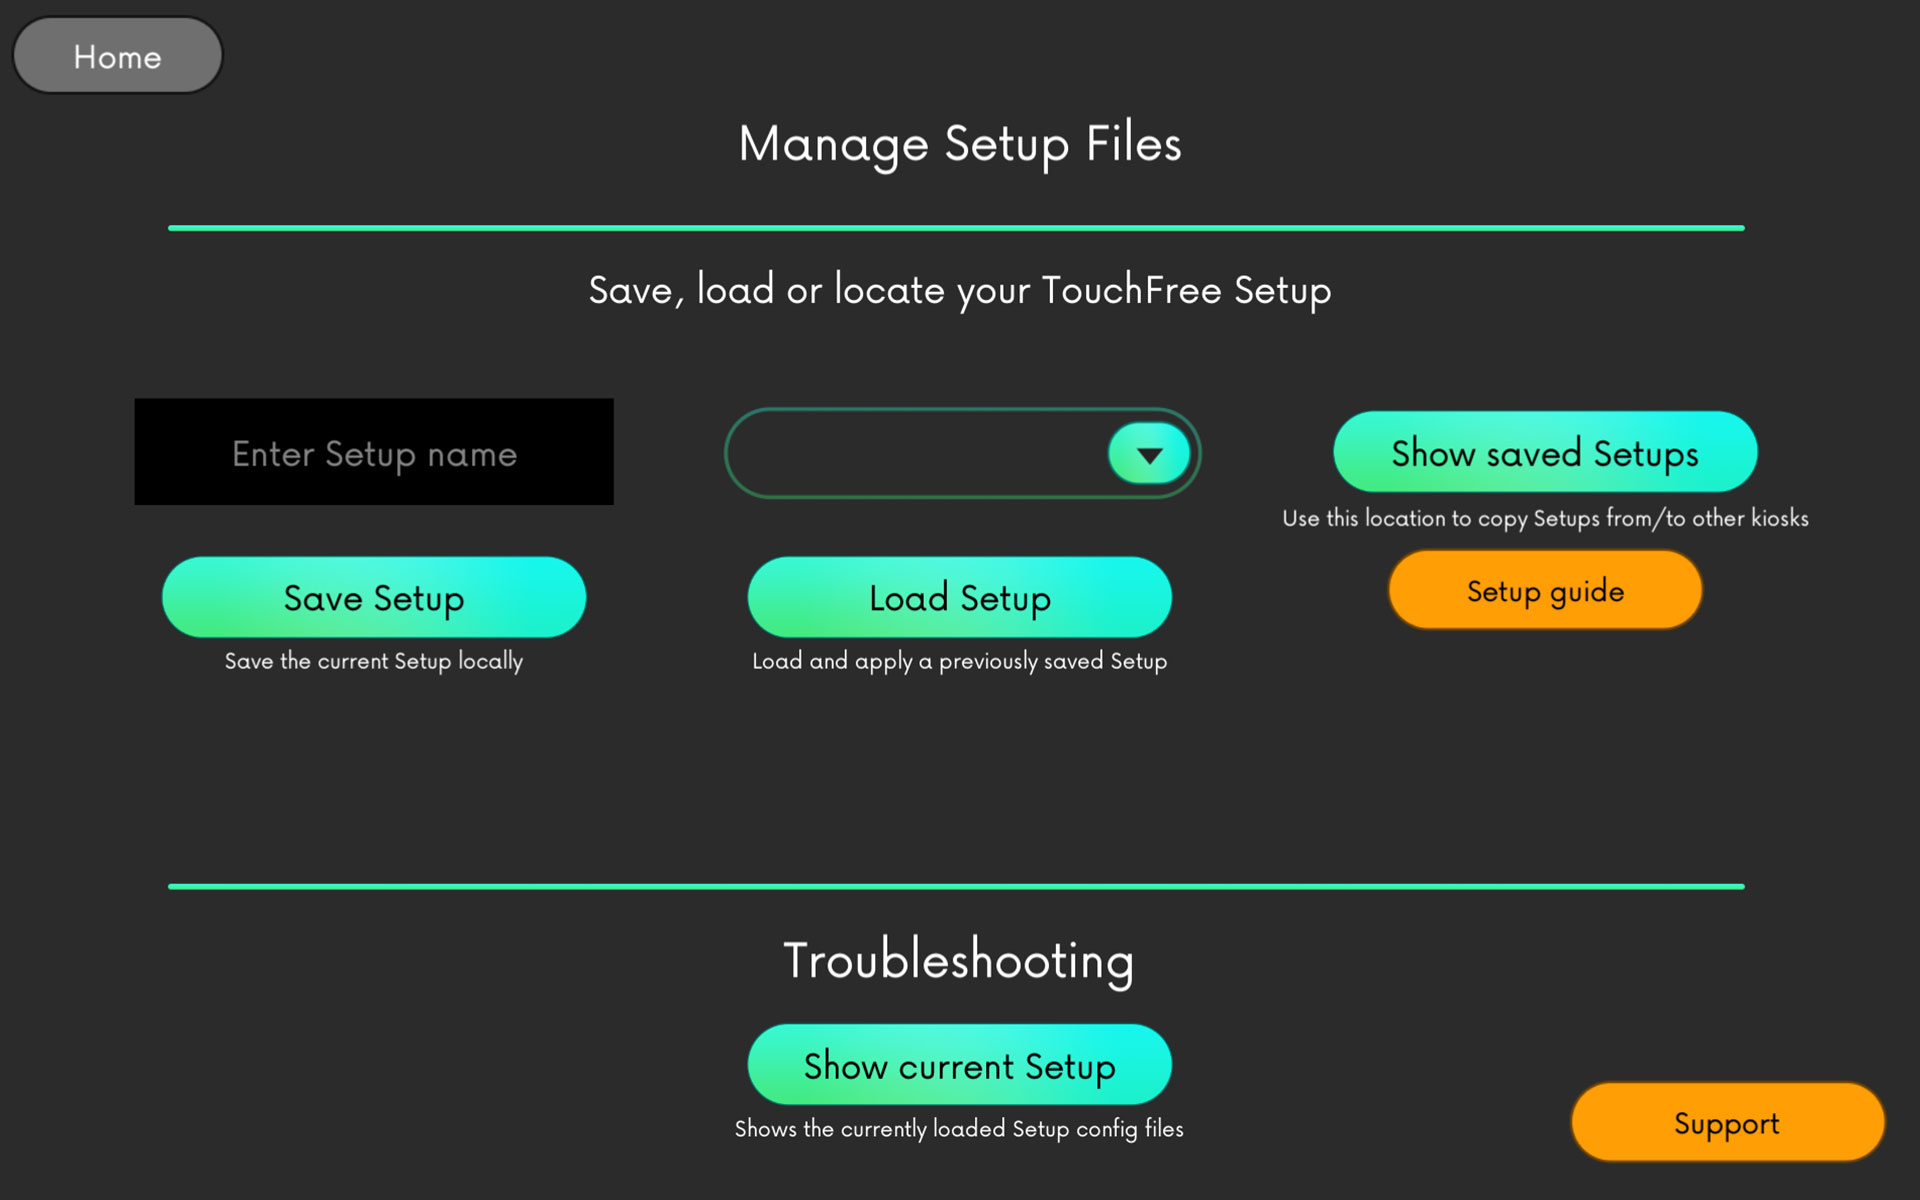 Home
Manage Setup Files
Save, load or locate your TouchFree Setup
Enter Setup name
Save Setup
Save the current Setup locally
Load Setup
Load and apply a previously saved Setup
Show saved Setups
Use this location to copy Setups from/to other kiosks
Setup guide
Troubleshooting
Show current Setup
Shows the currently loaded Setup config files
Support